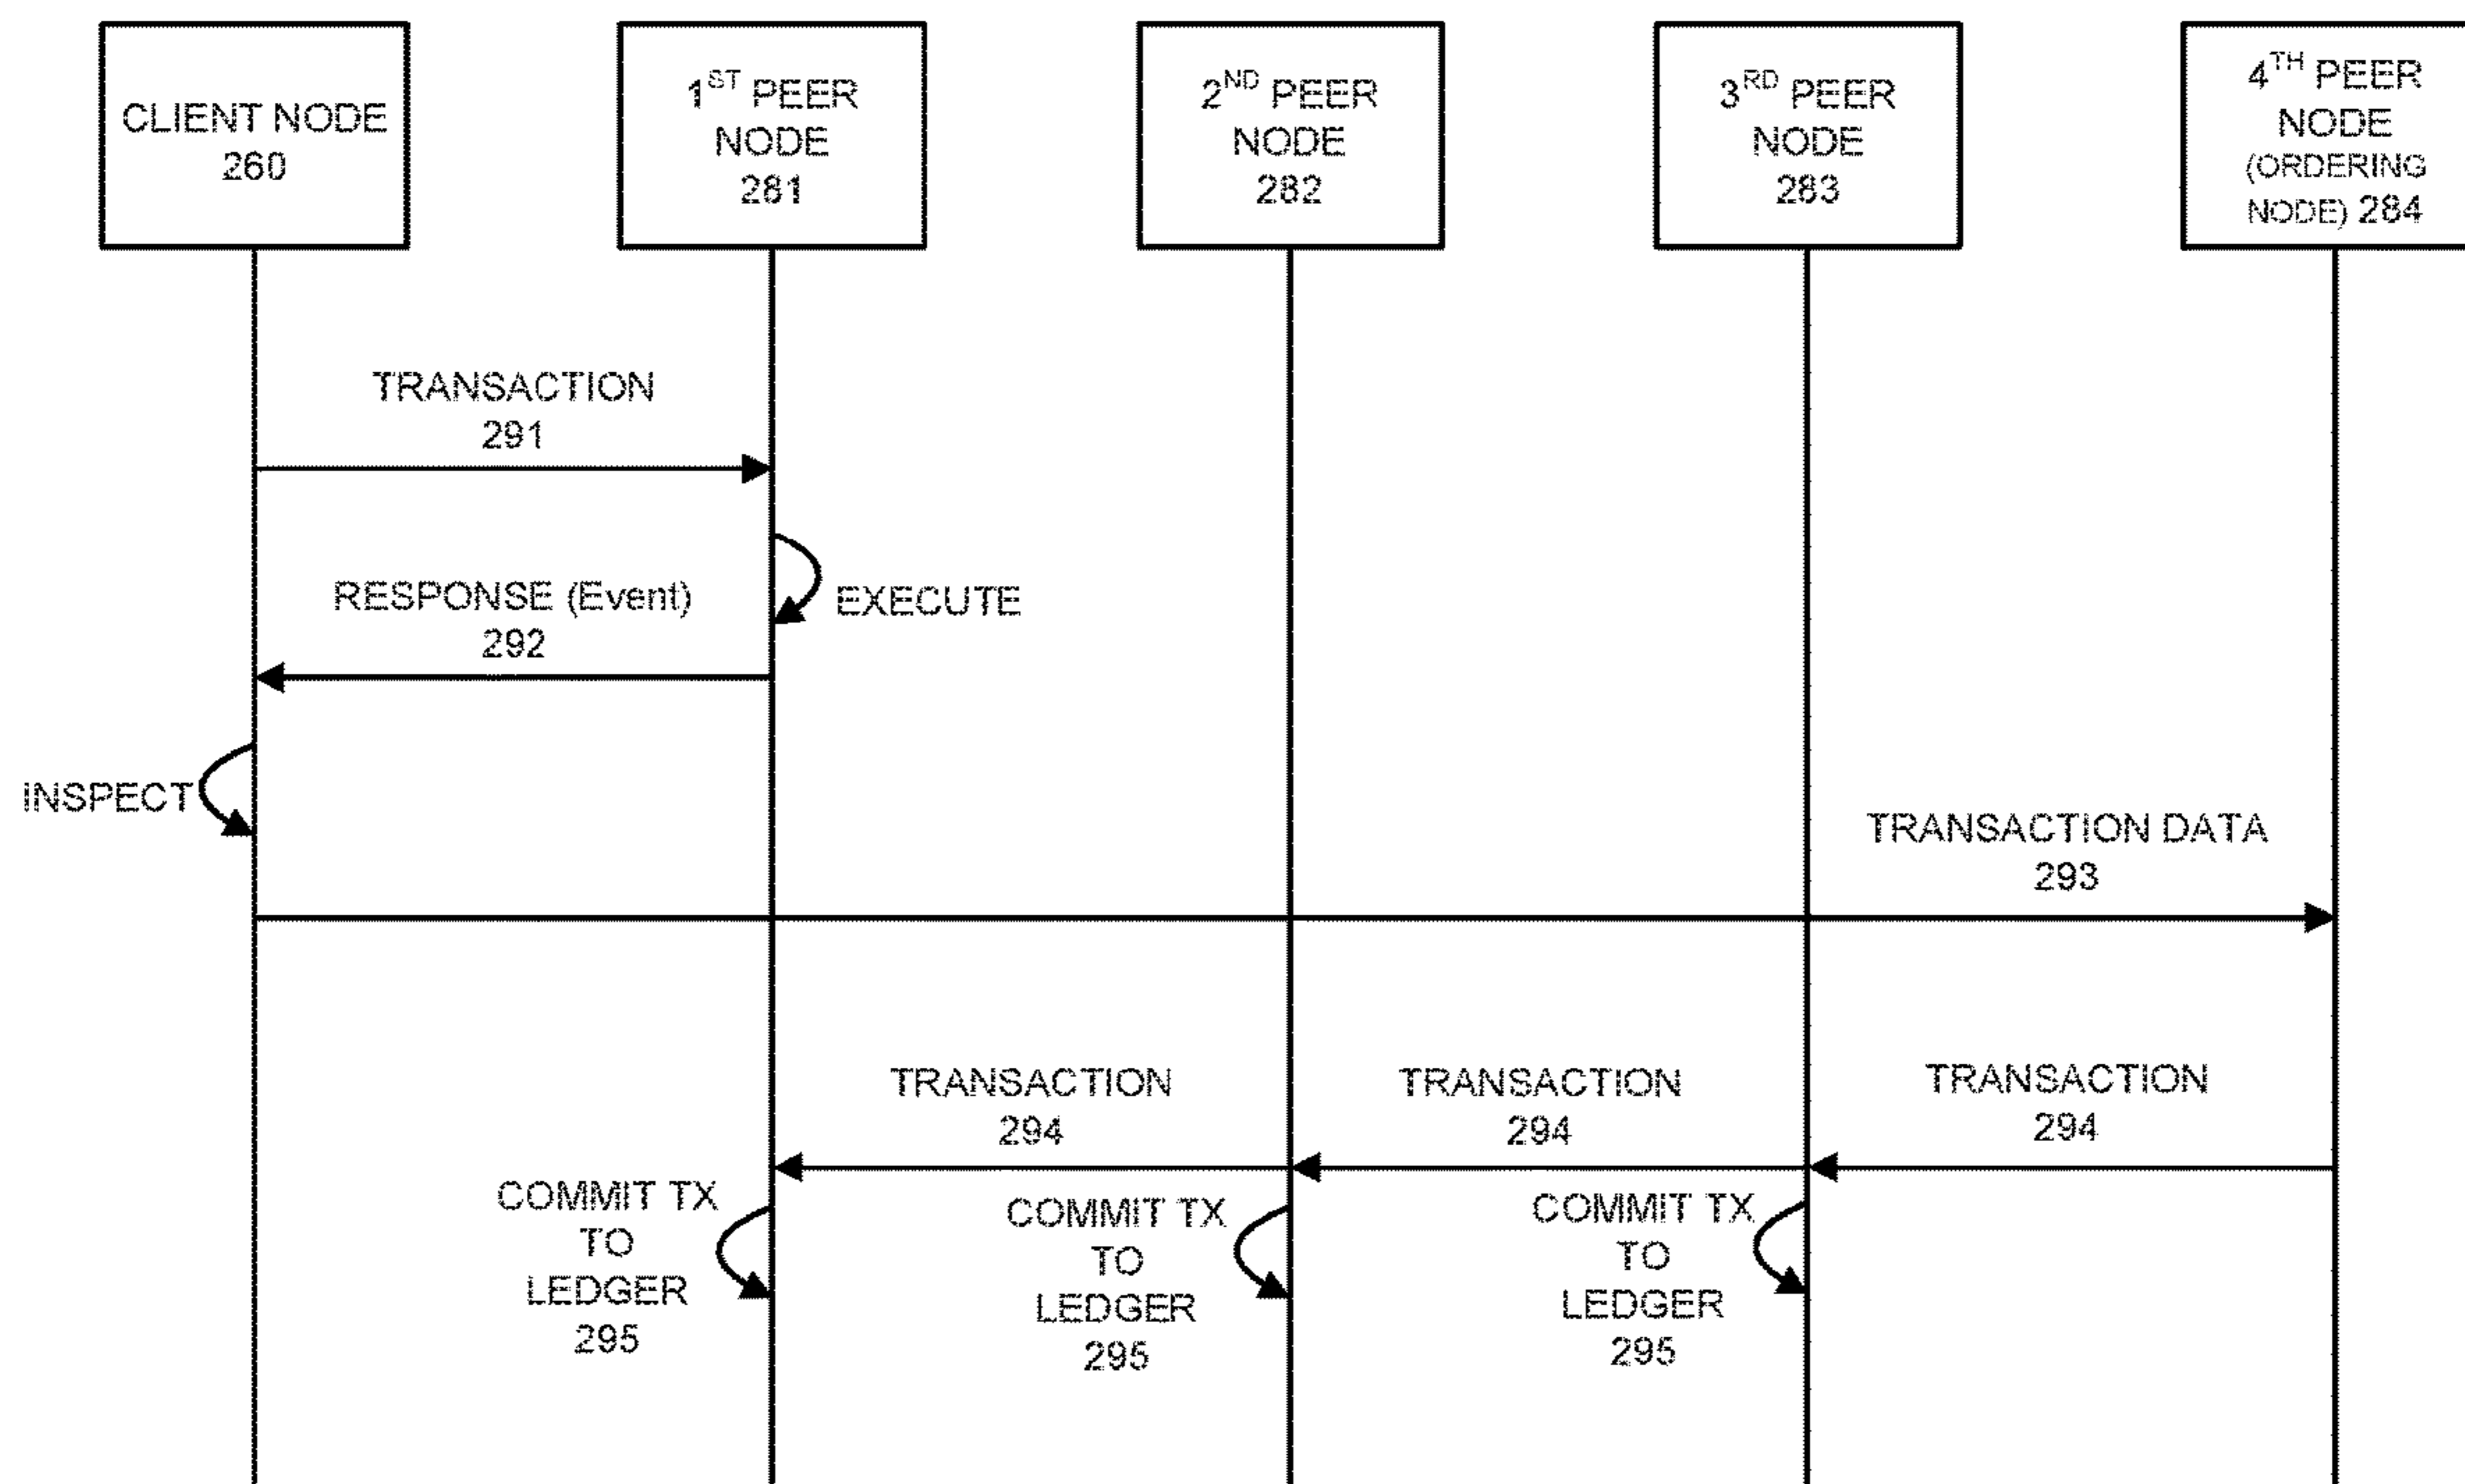 CLIENT NODE
260
1ST PEER
NODE
281
2ND PEER
NODE
282
3RD PEER
NODE
283
4TH PEER
NODE
(ORDERING
NODE) 284
TRANSACTION
291
EXECUTE
RESPONSE (Event)
292
INSPECT
TRANSACTION DATA
293
TRANSACTION
294
TRANSACTION
294
TRANSACTION
294
COMMIT TX
TO
LEDGER
295
COMMIT TX
TO
LEDGER
295
COMMIT TX
TO
LEDGER
295